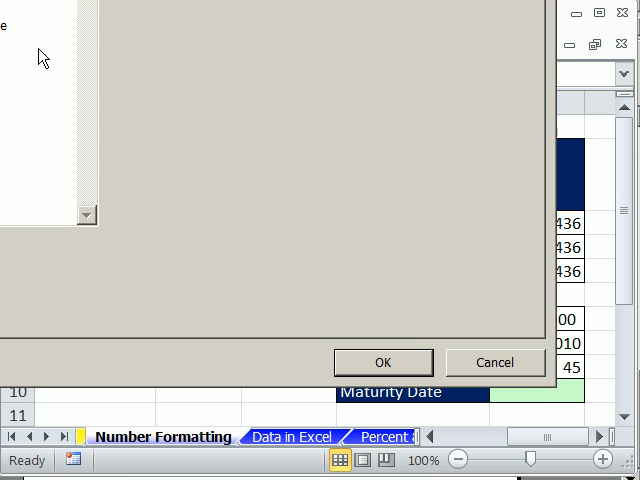 e
436
436
436
00
010
45
OK Cancel
10 Maturity Date
11
Number Formatting Data in Excel Percent
Ready 100%